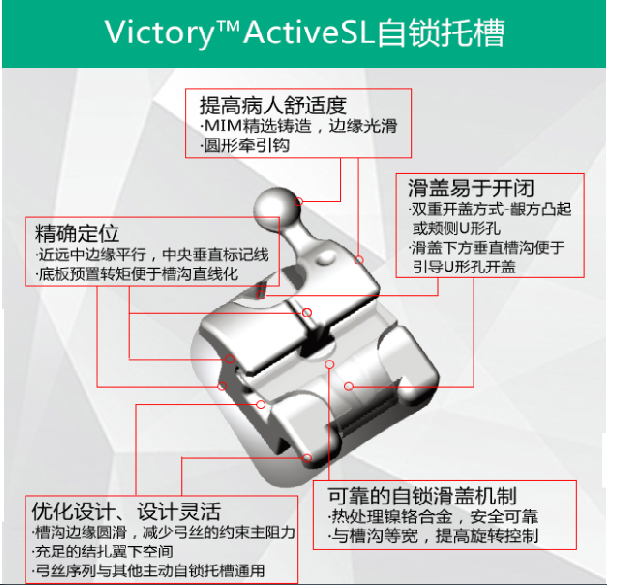 Victory™ActiveSL自锁托槽
提高病人舒适度
·MIM精选铸造，边缘光滑
·圆形牵引钩
滑盖易于开闭
·双重开盖方式-龈方凸起
或颊侧U形孔
·滑盖下方垂直槽沟便于
引导U形孔开盖
精确定位
·近远中边缘平行，中央垂直标记线
·底板预置转矩便于槽沟直线化
优化设计、设计灵活
·槽沟边缘圆滑，减少弓丝的约束主阻力
·充足的结扎翼下空间
·弓丝序列与其他主动自锁托槽通用
可靠的自锁滑盖机制
·热处理镍铬合金，安全可靠
·与槽沟等宽，提高旋转控制